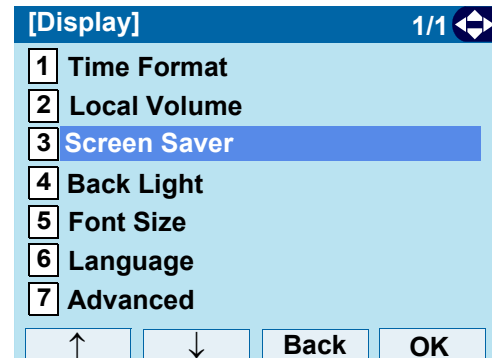 [Display] 1/1
1 Time Format
2 Local Volume
3 Screen Saver
4 Back Light
5 Font Size
6 Language
7 Advanced
↑ ↓ Back OK